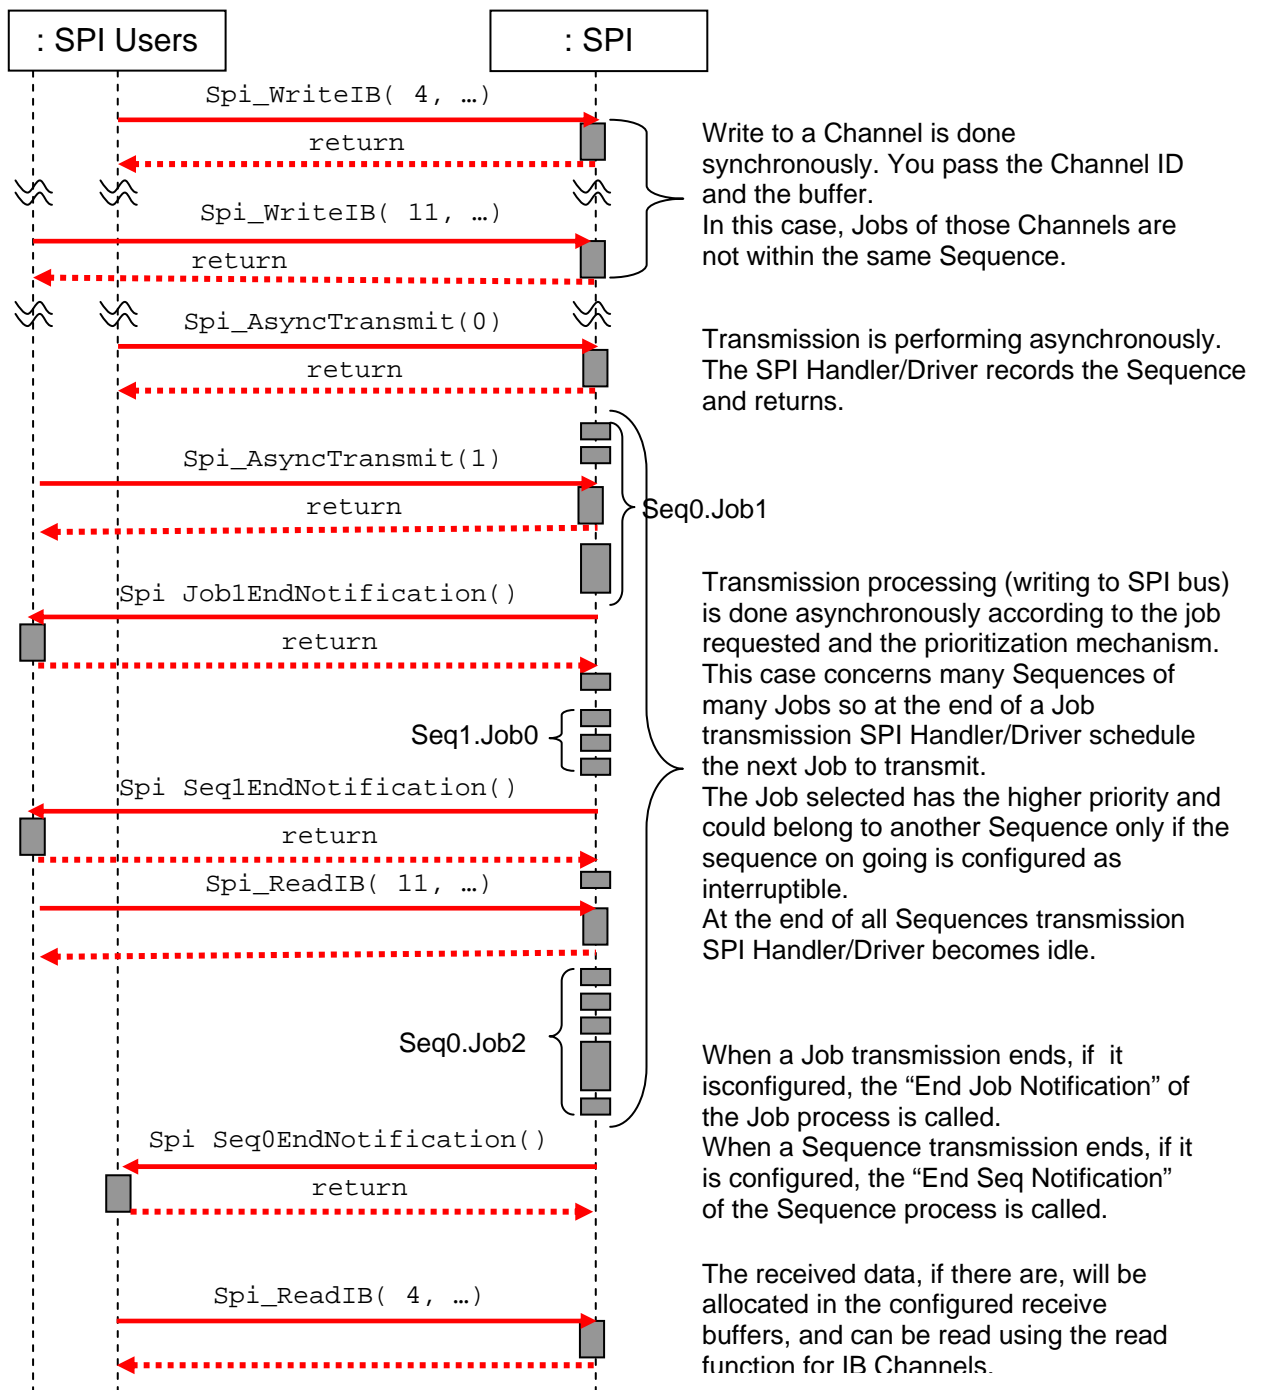 : SPI Users
: SPI
Spi_WriteIB( 4, …)
return
Write to a Channel is done
synchronously. You pass the Channel ID
and the buffer.
In this case, Jobs of those Channels are
not within the same Sequence.
Spi_WriteIB( 11, …)
return
Spi_AsyncTransmit(0)
return
Transmission is performing asynchronously.
The SPI Handler/Driver records the Sequence
and returns.
Spi_AsyncTransmit(1)
return
Seq0.Job1
Spi Job1EndNotification()
return
Transmission processing (writing to SPI bus)
is done asynchronously according to the job
requested and the prioritization mechanism.
This case concerns many Sequences of
many Jobs so at the end of a Job
transmission SPI Handler/Driver schedule
the next Job to transmit.
The Job selected has the higher priority and
could belong to another Sequence only if the
sequence on going is configured as
interruptible.
At the end of all Sequences transmission
SPI Handler/Driver becomes idle.
Seq1.Job0
Spi Seq1EndNotification()
return
Spi_ReadIB( 11, …)
Seq0.Job2
When a Job transmission ends, if  it
isconfigured, the “End Job Notification” of
the Job process is called.
When a Sequence transmission ends, if it
is configured, the “End Seq Notification”
of the Sequence process is called.
Spi Seq0EndNotification()
return
Spi_ReadIB( 4, …)
The received data, if there are, will be
allocated in the configured receive
buffers, and can be read using the read
function for IB Channels.